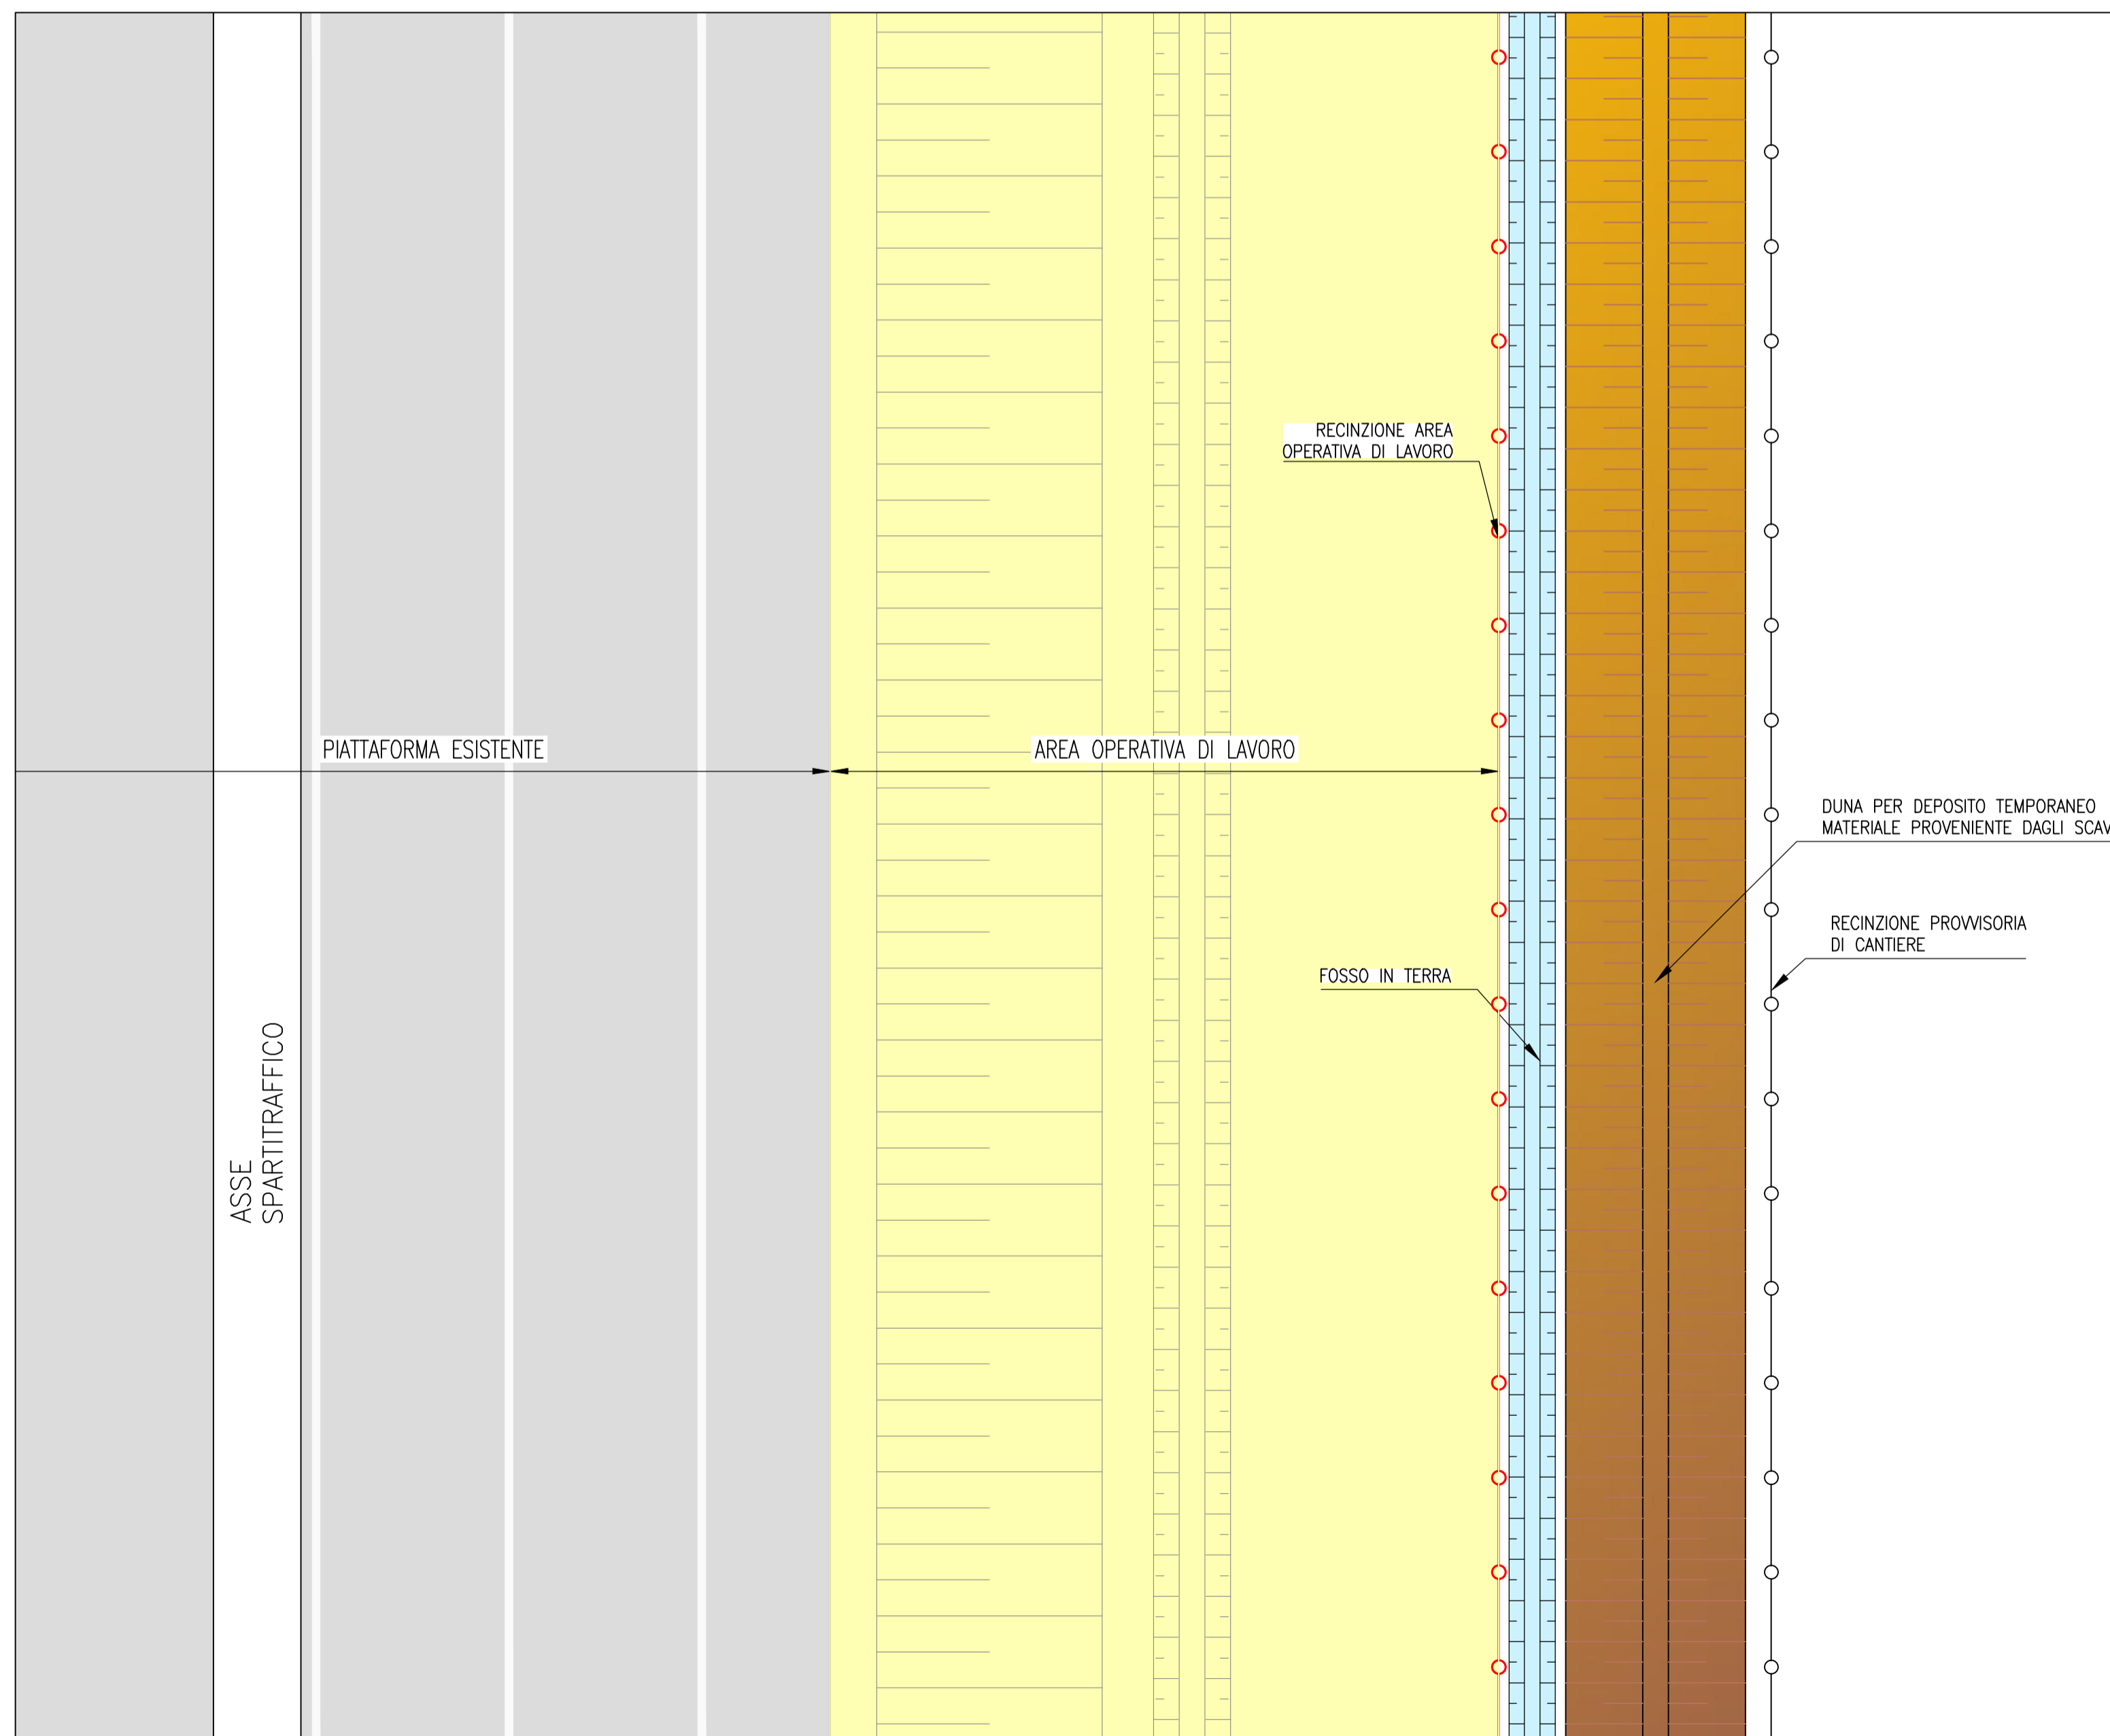 RECINZIONE AREA
OPERATIVA DI LAVORO
PIATTAFORMA ESISTENTE
AREA OPERATIVA DI LAVORO
DUNA PER DEPOSITO TEMPORANEO
MATERIALE PROVENIENTE DAGLI SCAV
RECINZIONE PROVVISORIA
DI CANTIERE
FOSSO IN TERRA
ASSE
SPARTITRAFFICO